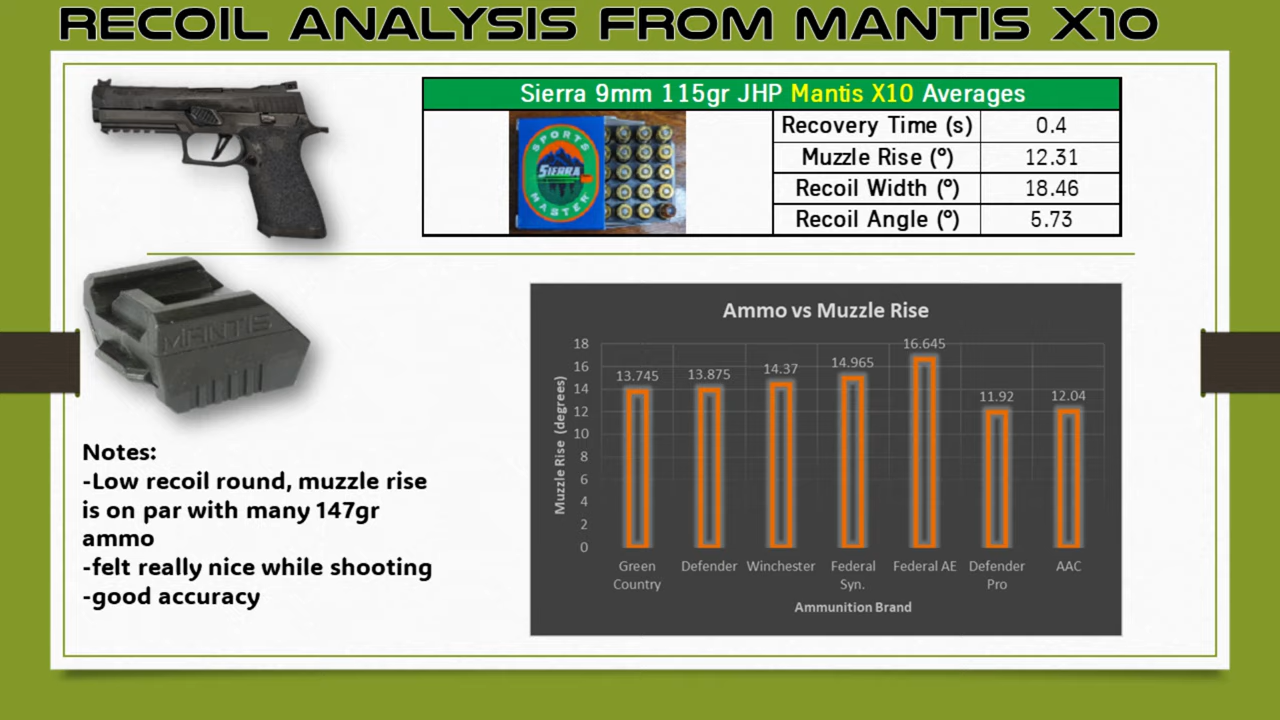 RECOIL ANALYSIS FROM MANTIS X10
Sierra 9mm 115gr JHP Mantis X10 Averages
SPORTS
SIERRA
MASTER
Recovery Time (s) 0.4
Muzzle Rise (º) 12.31
Recoil Width (º) 18.46
Recoil Angle (º) 5.73
MANTIS
Notes:
-Low recoil round, muzzle rise
is on par with many 147gr
ammo
-felt really nice while shooting
-good accuracy
Ammo vs Muzzle Rise
Muzzle Rise (degrees)
18
16
14
12
10
8
6
4
2
0
13.745 13.875 14.37 14.965 16.645 11.92 12.04
Green Defender Winchester Federal Federal AE Defender AAC
Country Syn. Pro
Ammunition Brand